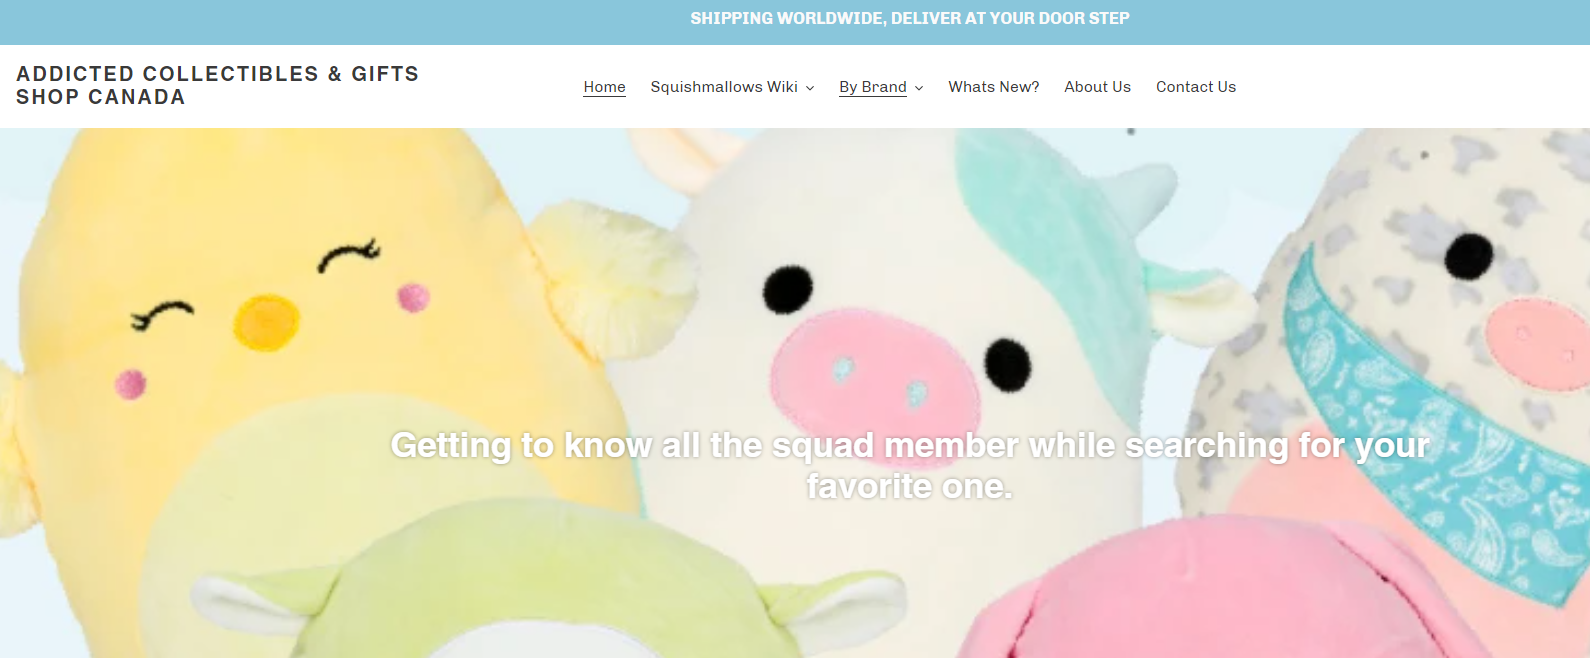 SHIPPING WORLDWIDE, DELIVER AT YOUR DOOR STEP
ADDICTED COLLECTIBLES & GIFTS
SHOP CANADA
Home Squishmallows Wiki By Brand Whats New? About Us Contact Us
Getting to know all the squad member while searching for your
favorite one.